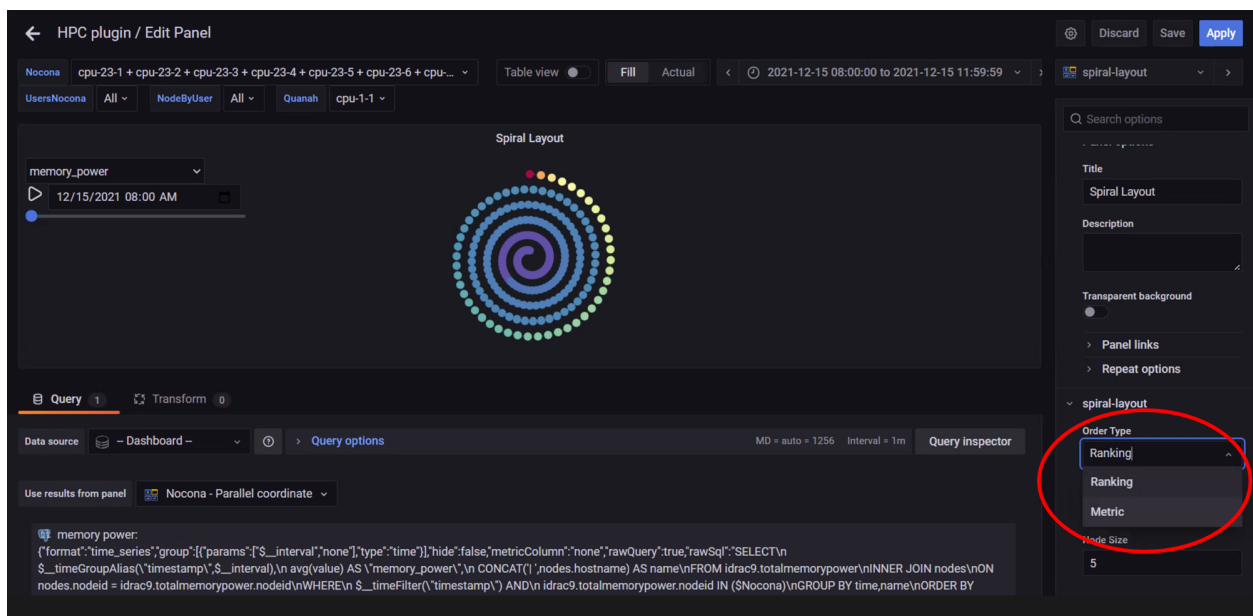 HPC plugin / Edit Panel
Discard Save Apply
Nocona cpu-23-1 + cpu-23-2 + cpu-23-3 + cpu-23-4 + cpu-23-5 + cpu-23-6 + cpu-...
Table view Fill Actual
2021-12-15 08:00:00 to 2021-12-15 11:59:59
spiral-layout
UsersNocona All NodeByUser All Quanah cpu-1-1
Search options
Spiral Layout
memory_power
12/15/2021 08:00 AM
Title
Spiral Layout
Description
Transparent background
Panel links
Repeat options
spiral-layout
Order Type
Ranking
Ranking
Metric
Node Size
5
Query 1 Transform 0
Data source -- Dashboard -- Query options MD = auto = 1256 Interval = 1m Query inspector
Use results from panel Nocona - Parallel coordinate
memory power:
{"format":"time_series","group":[{"params":["$__interval","none"],"type":"time"}],"hide":false,"metricColumn":"none","rawQuery":true,"rawSql":"SELECT\n
$__timeGroupAlias(\"timestamp\",$__interval),\n avg(value) AS \"memory_power\",\n CONCAT('| ',nodes.hostname) AS name\nFROM idrac9.totalmemorypower\nINNER JOIN nodes\nON
nodes.nodeid = idrac9.totalmemorypower.nodeid\nWHERE\n $__timeFilter(\"timestamp\") AND\n idrac9.totalmemorypower.nodeid IN ($Nocona)\nGROUP BY time,name\nORDER BY